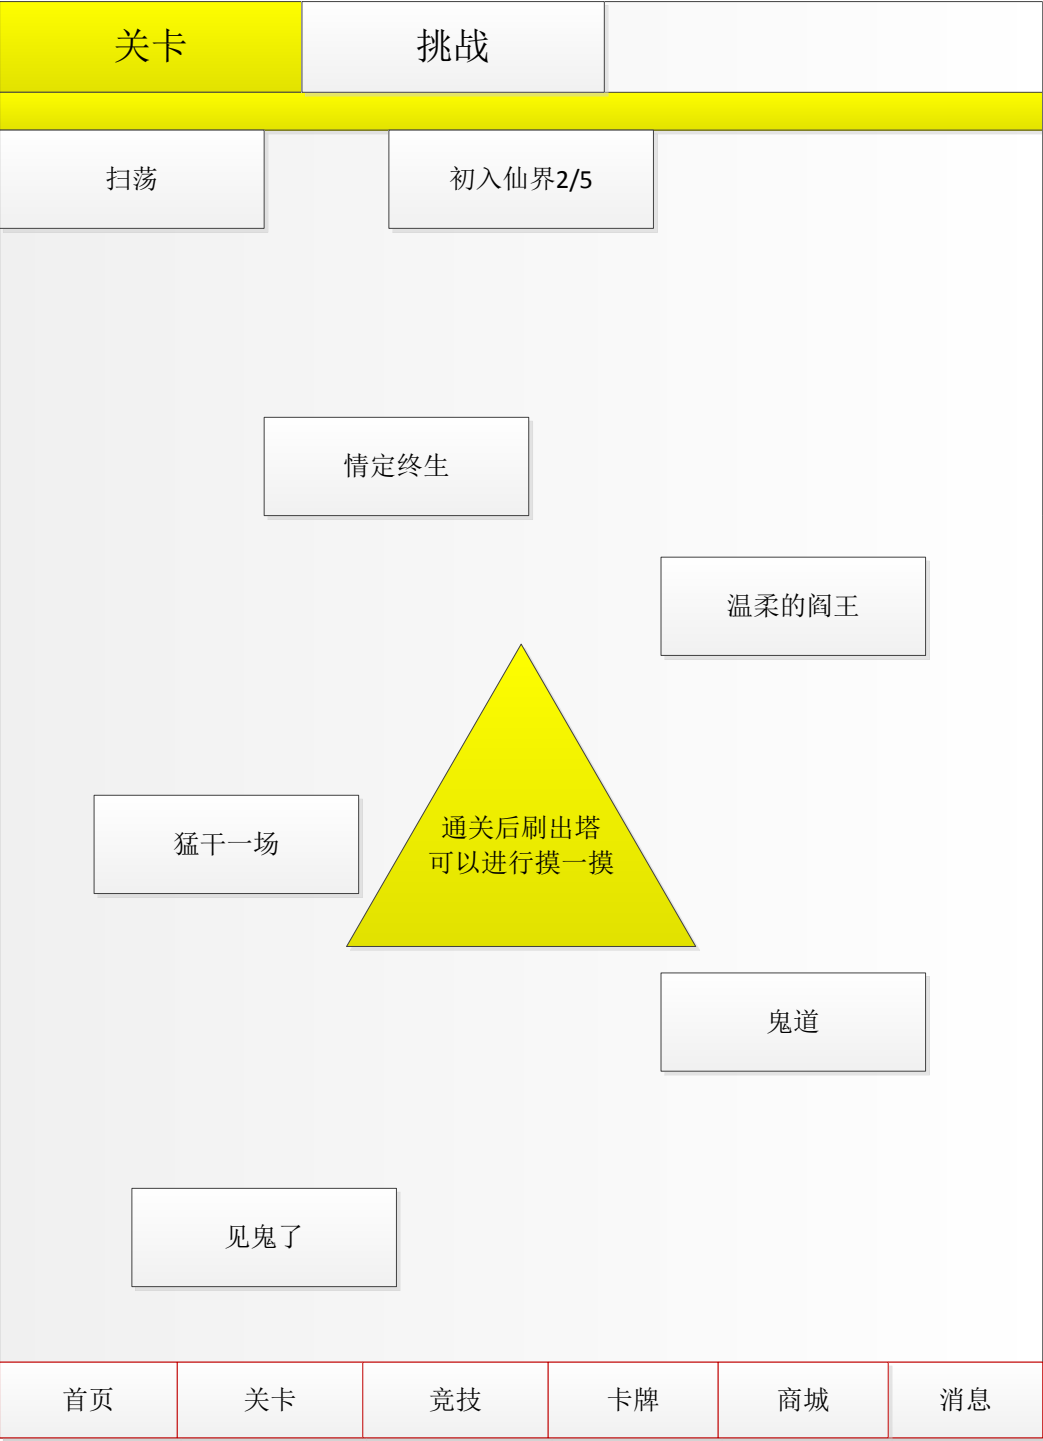 关卡
挑战
扫荡
初入仙界2/5
情定终生
温柔的阎王
通关后刷出塔
可以进行摸一摸
猛干一场
鬼道
见鬼了
首页
关卡
竞技
卡牌
商城
消息